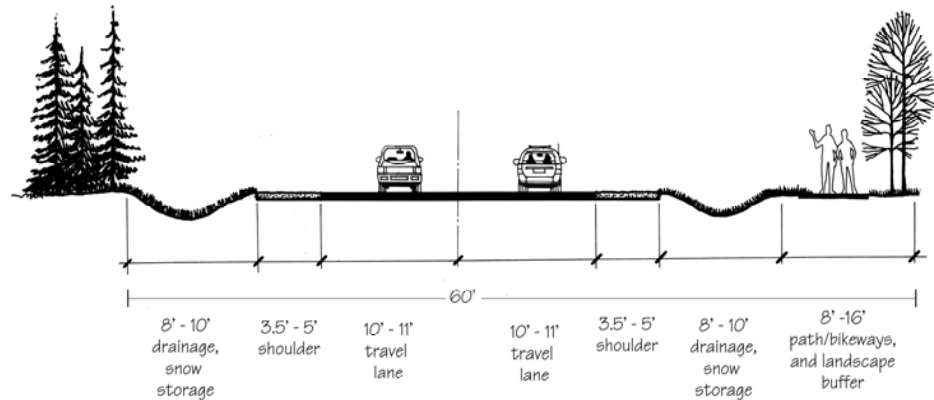 60'
8' - 10'
drainage,
snow
storage
3.5' - 5'
shoulder
10' - 11'
travel
lane
10' - 11'
travel
lane
3.5' - 5'
shoulder
8' - 10'
drainage,
snow
storage
8' -16'
path/bikeways,
and landscape
buffer